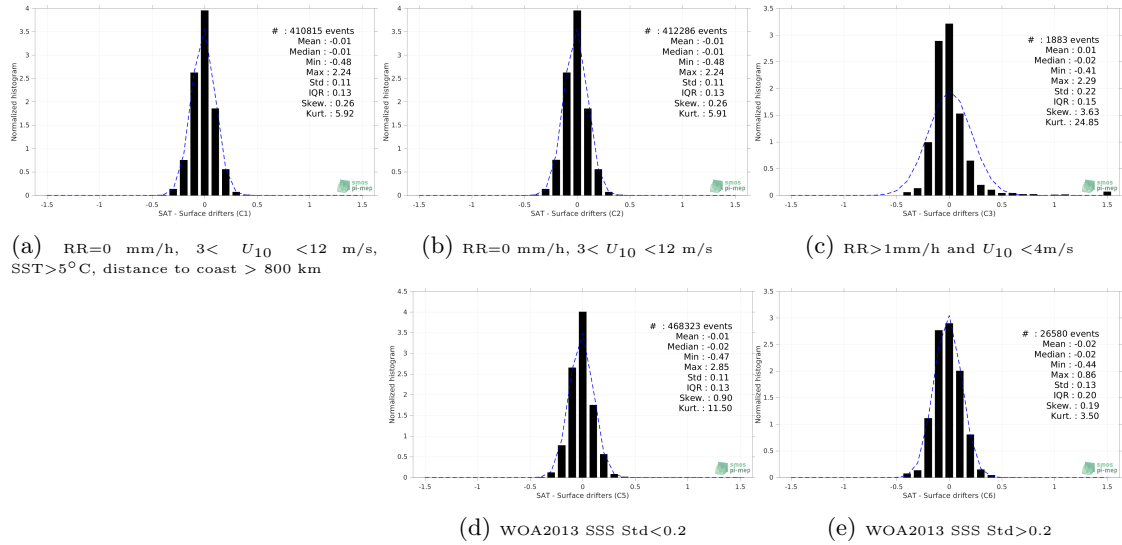 4
3.5
3
2.5
2
1.5
1
0.5
0
Normalized histogram
# : 410815 events
Mean : -0.01
Median : -0.01
Min : -0.48
Max : 2.24
Std : 0.11
IQR : 0.13
Skew. : 0.26
Kurt. : 5.92
smos
pi-mep
-1.5 -1 -0.5 0 0.5 1 1.5
SAT - Surface drifters (C1)
(a) RR=0 mm/h, 3< U10 <12 m/s,
SST>5°C, distance to coast > 800 km
4
3.5
3
2.5
2
1.5
1
0.5
0
Normalized histogram
# : 412286 events
Mean : -0.01
Median : -0.01
Min : -0.48
Max : 2.24
Std : 0.11
IQR : 0.13
Skew. : 0.26
Kurt. : 5.91
smos
pi-mep
-1.5 -1 -0.5 0 0.5 1 1.5
SAT - Surface drifters (C2)
(b) RR=0 mm/h, 3< U10 <12 m/s
3.5
3
2.5
2
1.5
1
0.5
0
Normalized histogram
# : 1883 events
Mean : 0.01
Median : -0.02
Min : -0.41
Max : 2.29
Std : 0.22
IQR : 0.15
Skew. : 3.63
Kurt. : 24.85
smos
pi-mep
-1.5 -1 -0.5 0 0.5 1 1.5
SAT - Surface drifters (C3)
(c) RR>1mm/h and U10 <4m/s
4.5
4
3.5
3
2.5
2
1.5
1
0.5
0
Normalized histogram
# : 468323 events
Mean : -0.01
Median : -0.02
Min : -0.47
Max : 2.85
Std : 0.11
IQR : 0.13
Skew. : 0.90
Kurt. : 11.50
smos
pi-mep
-1.5 -1 -0.5 0 0.5 1 1.5
SAT - Surface drifters (C5)
(d) WOA2013 SSS Std<0.2
3.5
3
2.5
2
1.5
1
0.5
0
Normalized histogram
# : 26580 events
Mean : -0.02
Median : -0.02
Min : -0.44
Max : 0.86
Std : 0.13
IQR : 0.20
Skew. : 0.19
Kurt. : 3.50
smos
pi-mep
-1.5 -1 -0.5 0 0.5 1 1.5
SAT - Surface drifters (C6)
(e) WOA2013 SSS Std>0.2